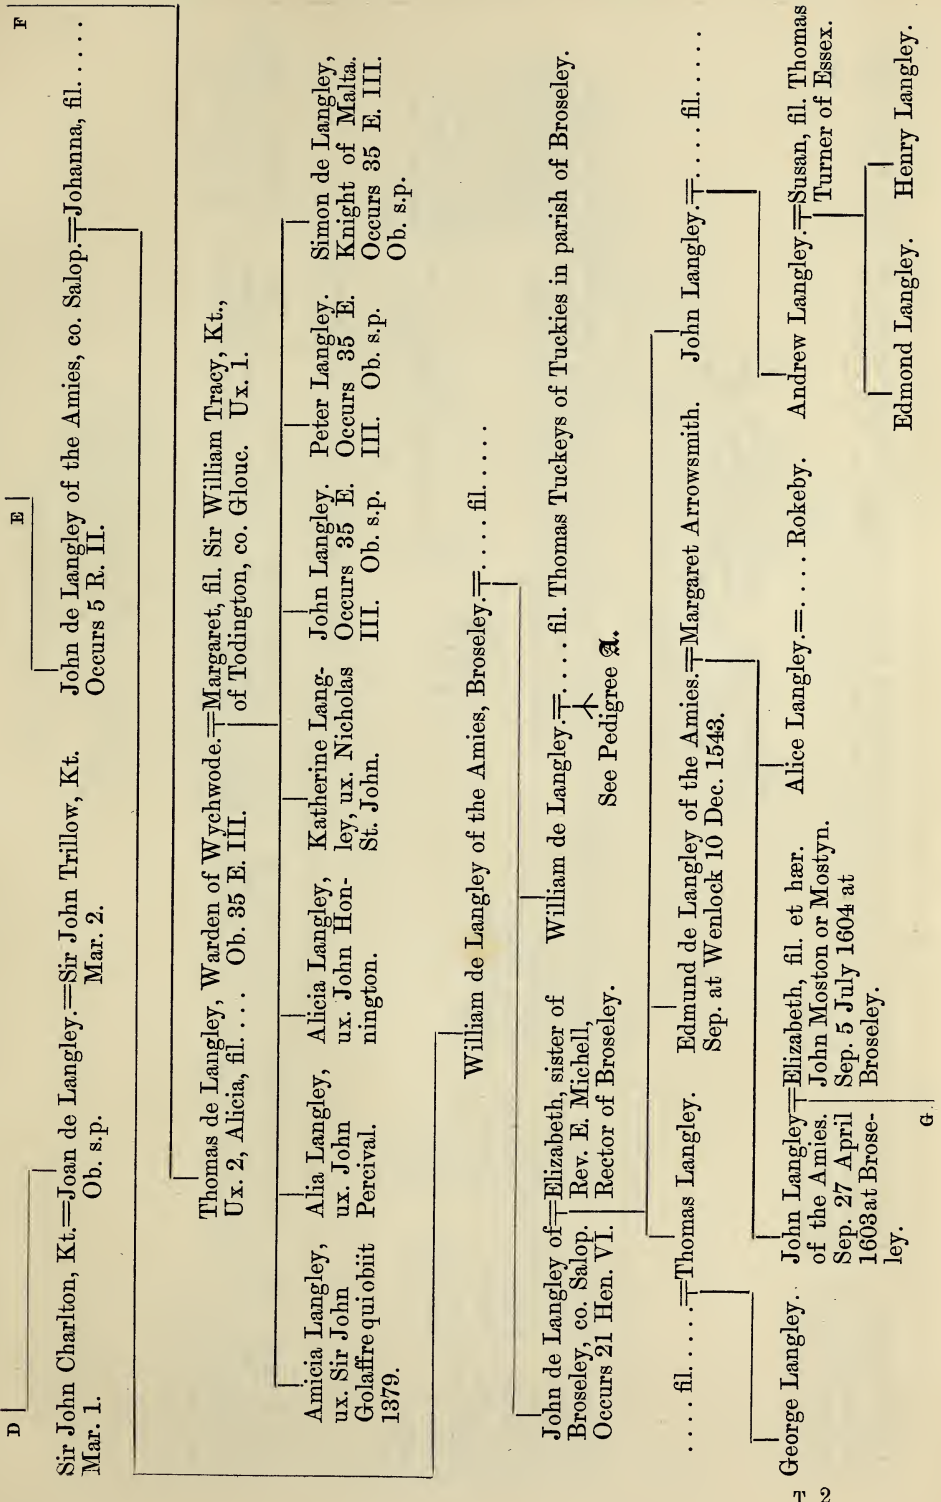 D
E
F
Sir John Charlton, Kt.=Joan de Langley.=Sir John Trillow, Kt.
Mar. 1.
Ob. s.p.
Mar. 2.
John de Langley of the Amies, co. Salop.=Johanna, fil.....
Occurs 5 R. II.
Thomas de Langley, Warden of Wychwode.=Margaret, fil. Sir William Tracy, Kt.,
Ux. 2, Alicia, fil.... Ob. 35 E. III.
of Todington, co. Glouc. Ux. 1.
Amicia Langley,
ux. Sir John
Golaffre qui obiit
1379.
Alia Langley,
ux. John
Percival.
Alicia Langley,
ux. John Hon-
nington.
Katherine Lang-
ley, ux. Nicholas
St. John.
John Langley.
Occurs 35 E.
III. Ob. s.p.
Peter Langley.
Occurs 35 E.
III. Ob. s.p.
Simon de Langley,
Knight of Malta.
Occurs 35 E. III.
Ob. s.p.
William de Langley of the Amies, Broseley.=.... fil......
John de Langley of=Elizabeth, sister of
Broseley, co. Salop.
Occurs 21 Hen. VI.
Rev. E. Michell,
Rector of Broseley.
William de Langley.=.... fil. Thomas Tuckeys of Tuckies in parish of Broseley.
See Pedigree A.
.... fil.....=Thomas Langley.
Edmund de Langley of the Amies.=Margaret Arrowsmith.
Sep. at Wenlock 10 Dec. 1543.
John Langley.=.... fil.....
George Langley.
John Langley=Elizabeth, fil. et hær.
of the Amies.
Sep. 27 April
1603 at Brose-
ley.
John Moston or Mostyn.
Sep. 5 July 1604 at
Broseley.
Alice Langley.=.... Rokeby.
Andrew Langley.=Susan, fil. Thomas
Turner of Essex.
G
Edmond Langley.
Henry Langley.
T 2